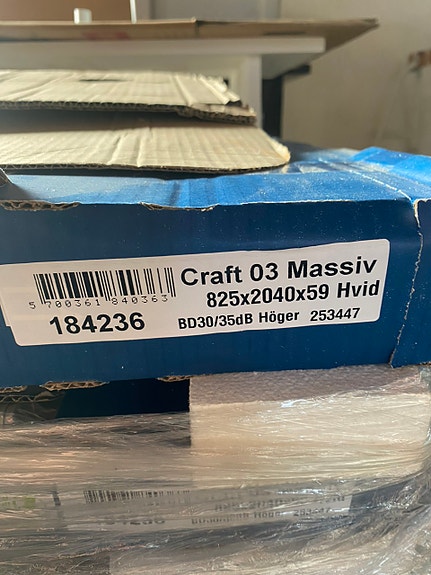 Craft 03 Massiv
825x2040x59 Hvid
5 700361 840363
184236
BD30/35dB Höger 253447